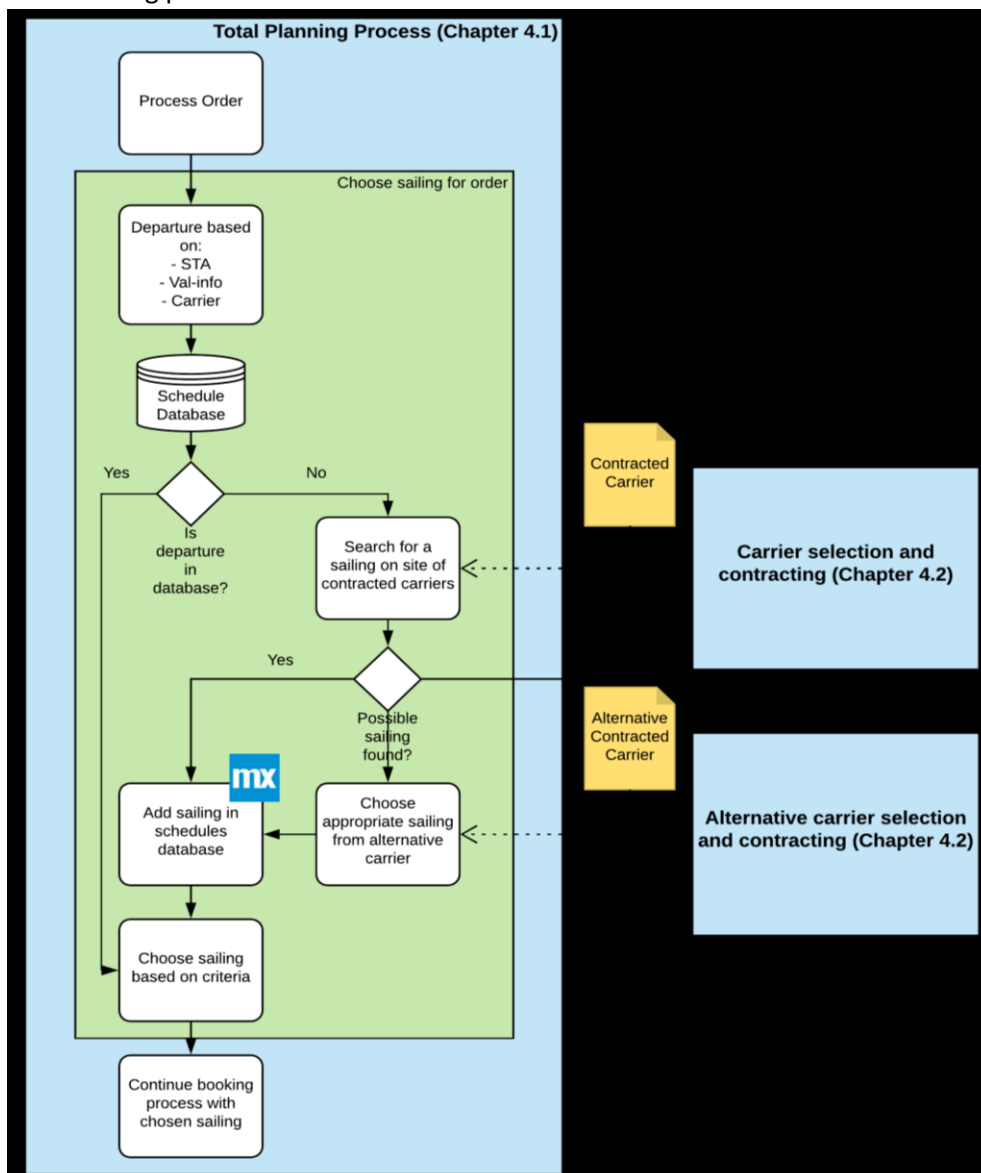 Total Planning Process (Chapter 4.1)
Process Order
Choose sailing for order
Departure based
on:
- STA
- Val-info
- Carrier
Schedule
Database
Yes
No
Is
departure
in
database?
Search for a
sailing on site of
contracted carriers
Contracted
Carrier
Carrier selection and
contracting (Chapter 4.2)
Yes
Possible
sailing
found?
Alternative
Contracted
Carrier
mx
Add sailing in
schedules
database
Choose
appropriate sailing
from alternative
carrier
Alternative carrier selection
and contracting (Chapter 4.2)
Choose sailing
based on criteria
Continue booking
process with
chosen sailing